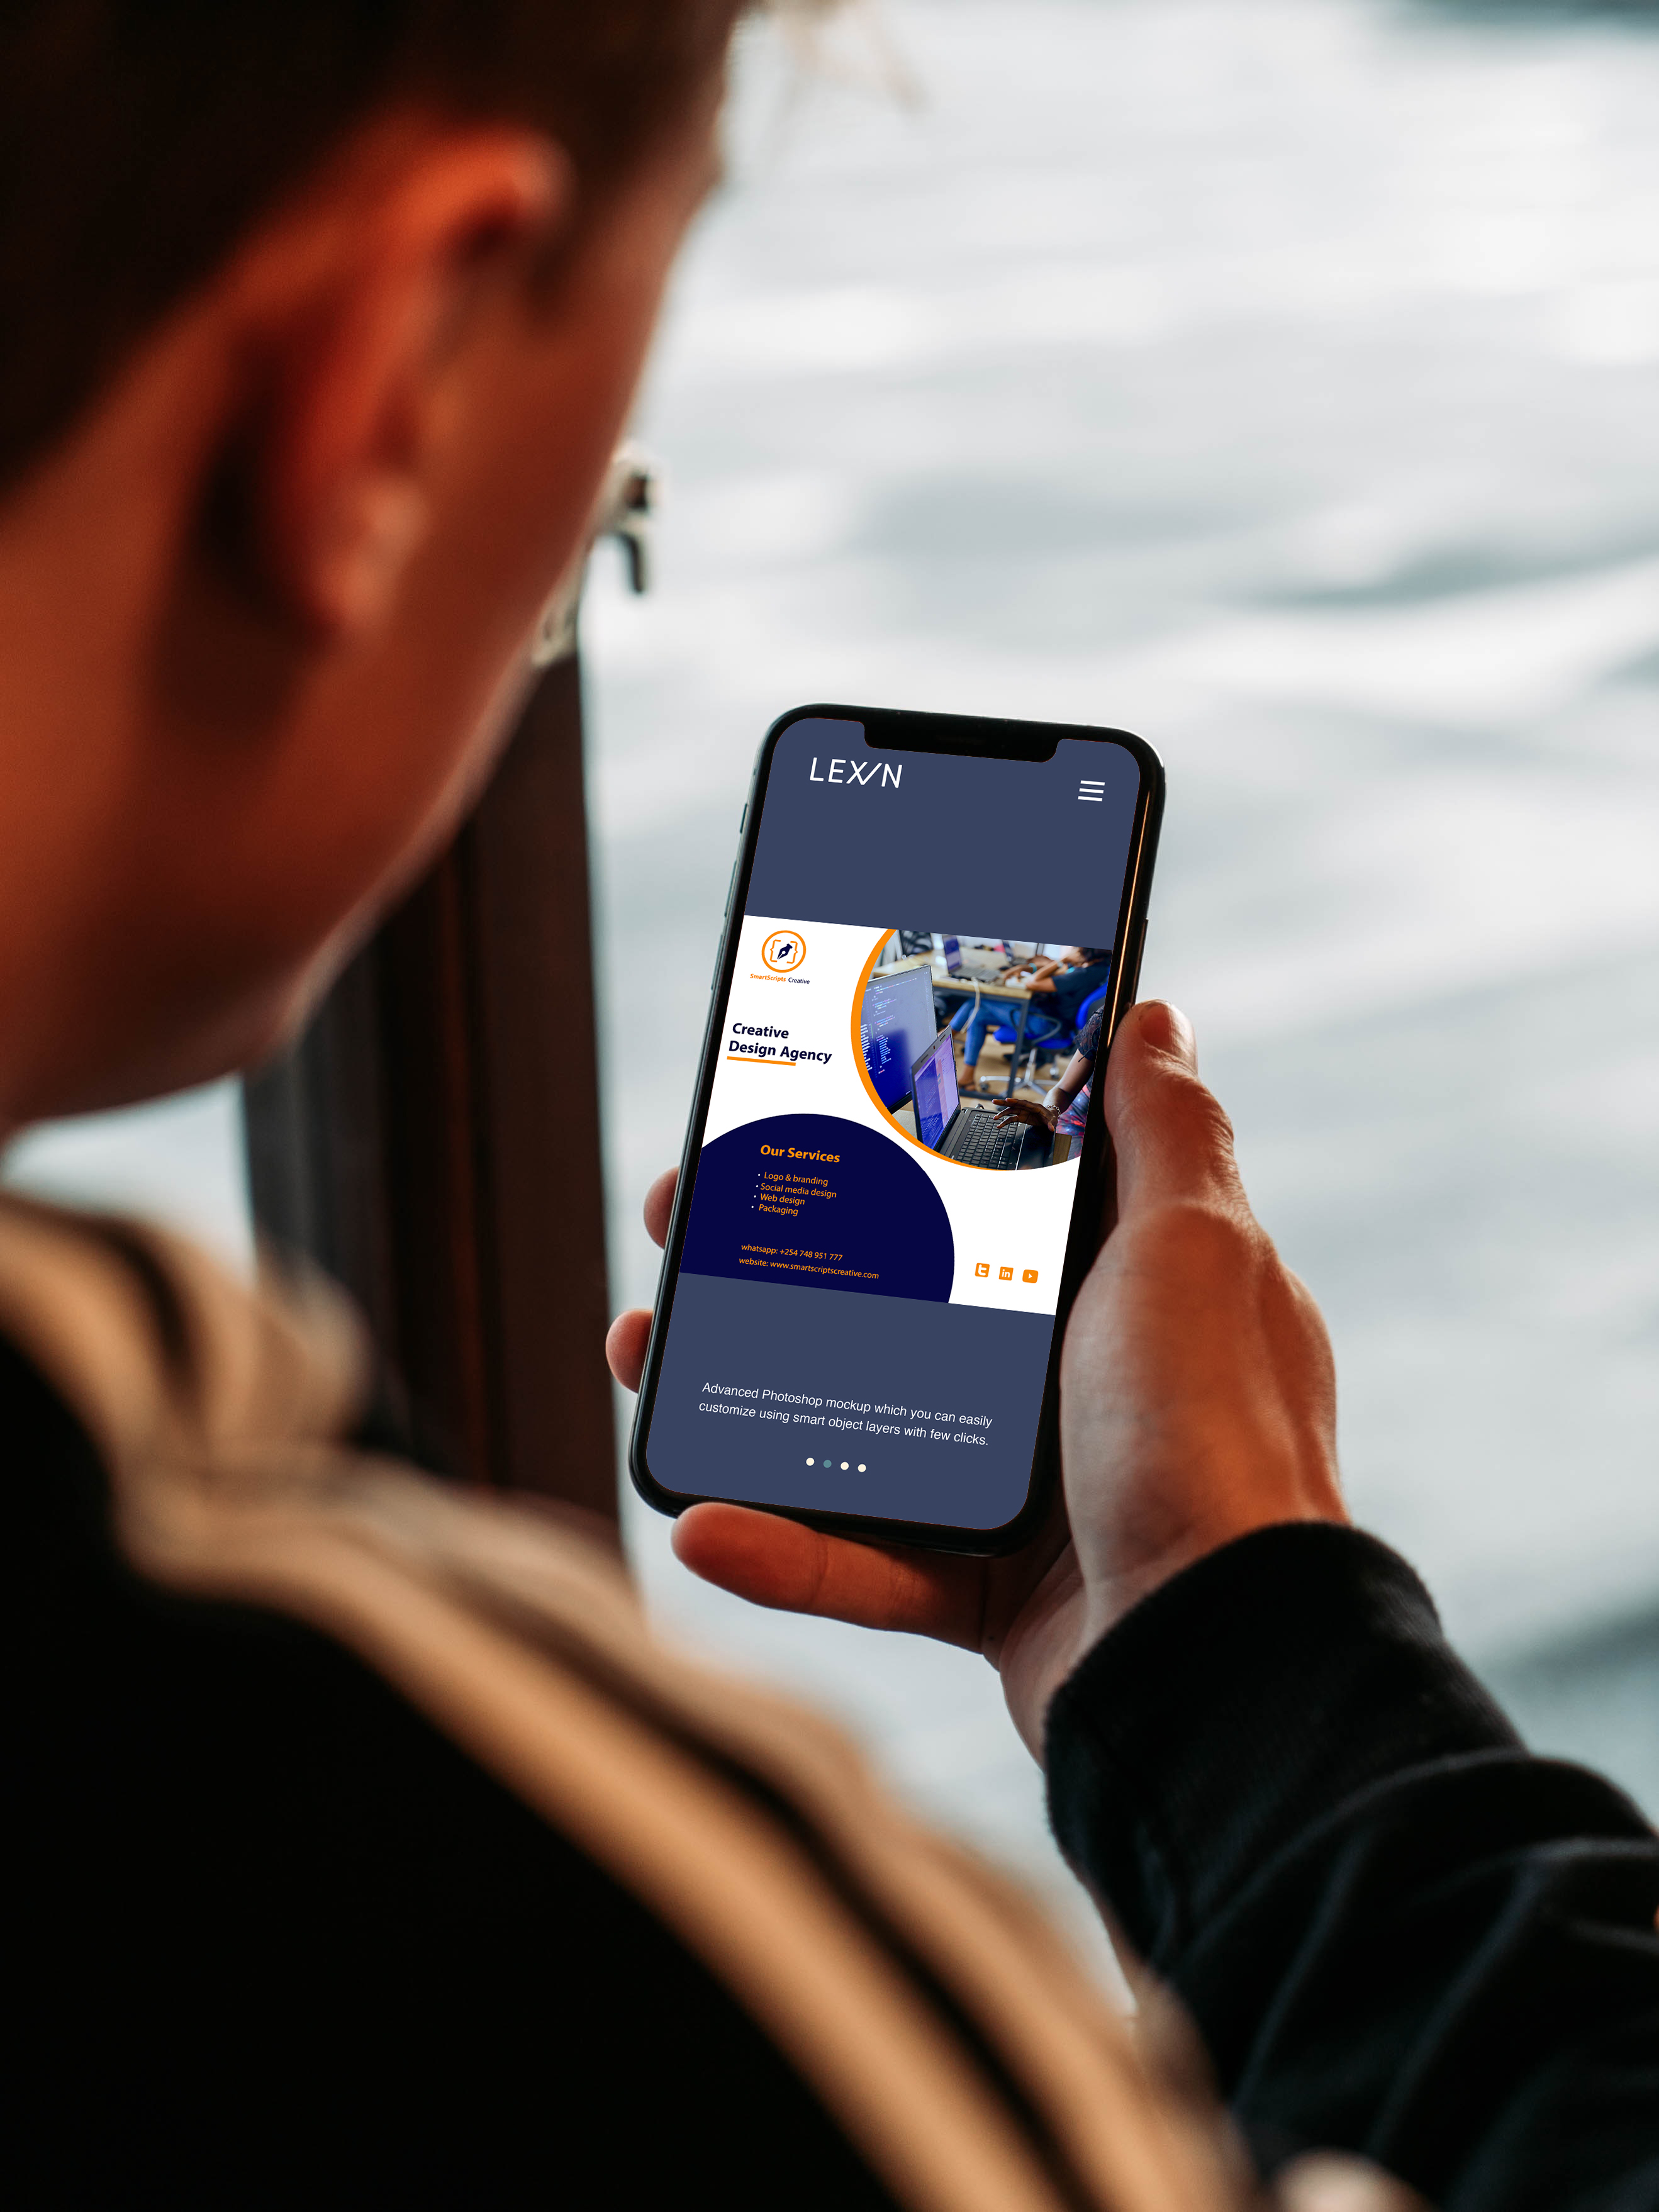 LEXN
SmartScripts Creative
Creative
Design Agency
Our Services
• Logo & branding
• Social media design
• Web design
• Packaging
whatsapp: +254 748 951 777
website: www.smartscriptscreative.com
Advanced Photoshop mockup which you can easily
customize using smart object layers with few clicks.